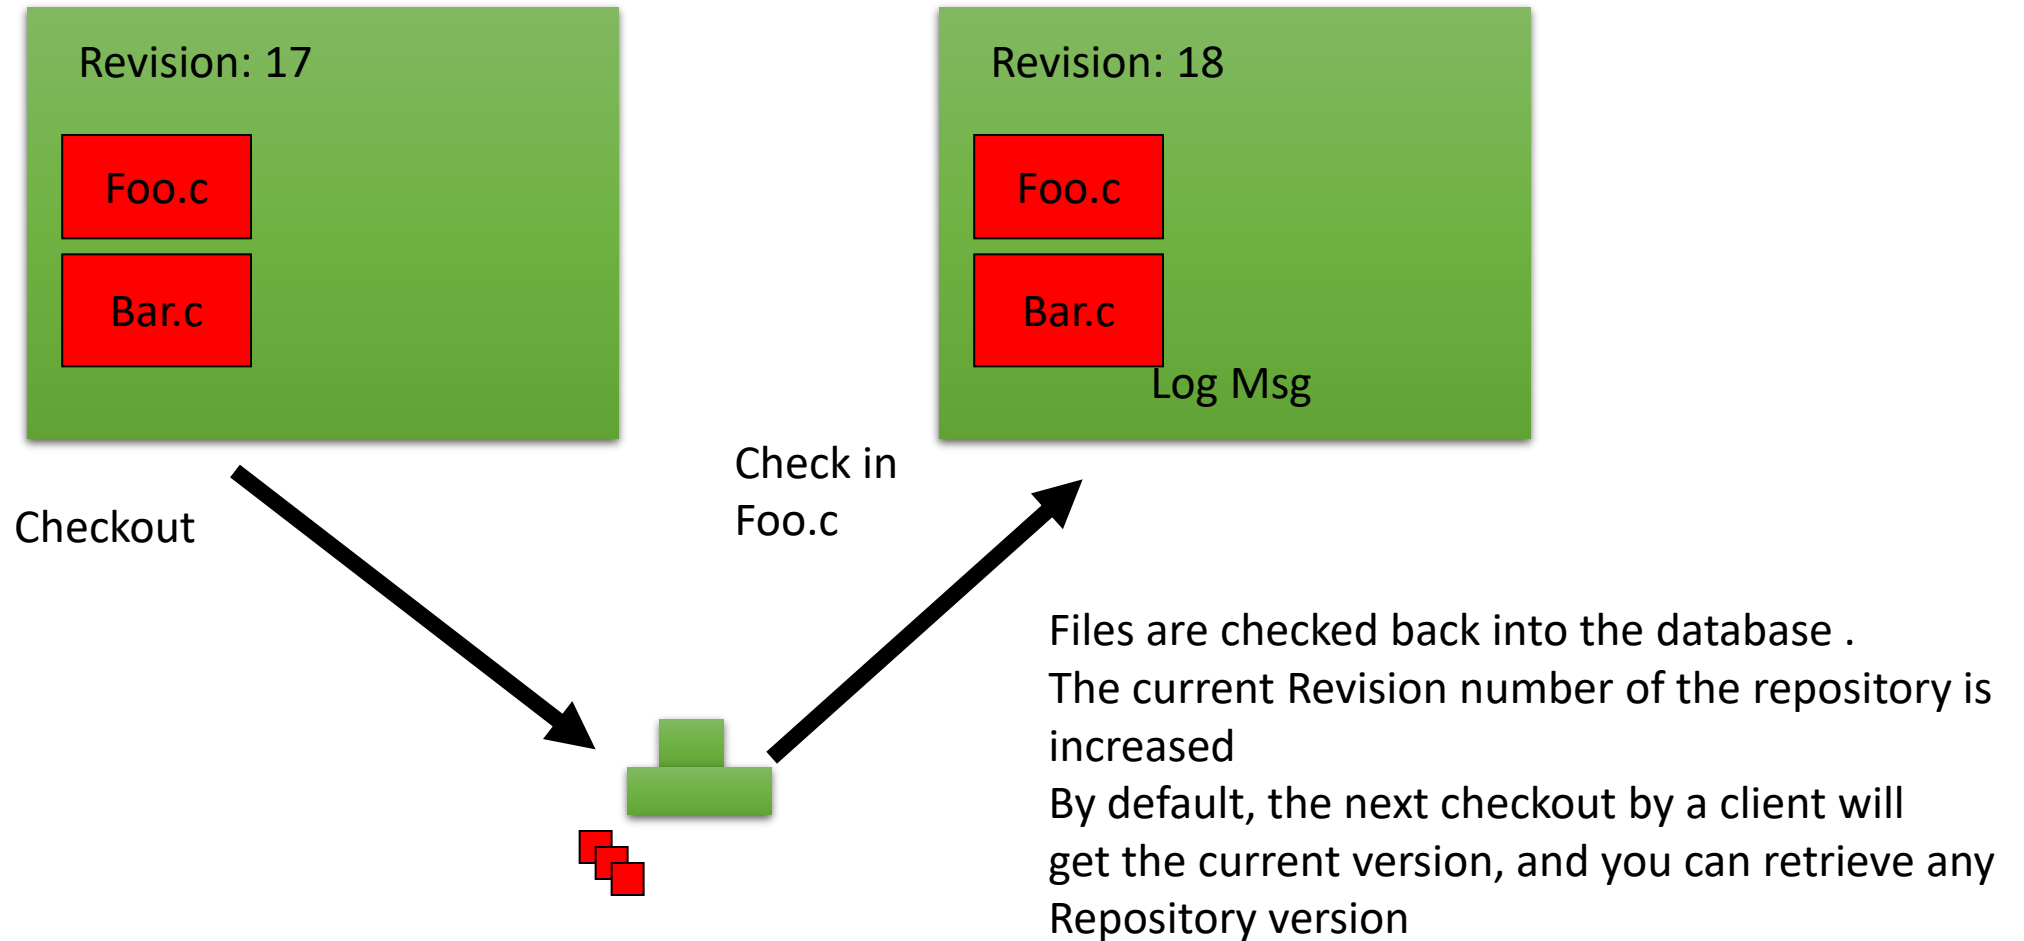 Revision: 17
Foo.c
Bar.c
Revision: 18
Foo.c
Bar.c
Log Msg
Checkout
Check in
Foo.c
Files are checked back into the database .
The current Revision number of the repository is
increased
By default, the next checkout by a client will
get the current version, and you can retrieve any
Repository version